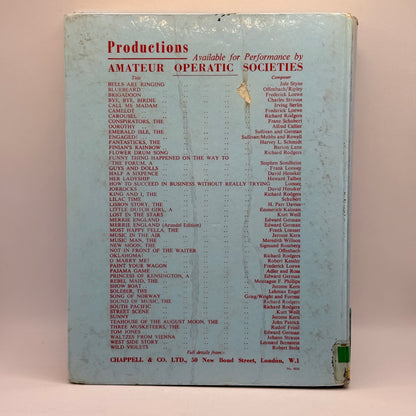 Productions
Available for Performance by
AMATEUR OPERATIC SOCIETIES
Title Composer
BELLS ARE RINGING Jule Styne
BLUEBEARD Offenbach/Ripley
BRIGADOON Frederick Loewe
BYE, BYE, BIRDIE Charles Strouse
CALL ME MADAM Irving Berlin
CAMELOT Frederick Loewe
CAROUSEL Richard Rodgers
CONSPIRATORS, THE Franz Schubert
DOROTHY Alfred Cellier
EMERALD ISLE, THE Sullivan and German
ENGAGED! Sullivan/Mobbs and Rowell
FANTASTICKS, THE Harvey L. Schmidt
FINIAN'S RAINBOW Burton Lane
FLOWER DRUM SONG Richard Rodgers
FUNNY THING HAPPENED ON THE WAY TO
THE FORUM, A Stephen Sondheim
GUYS AND DOLLS Frank Loesser
HALF A SIXPENCE David Heneker
HER LADYSHIP Howard Talbot
HOW TO SUCCEED IN BUSINESS WITHOUT REALLY TRYING Loesser
JORROCKS David Heneker
KING AND I, THE Richard Rodgers
LILAC TIME Schubert
LISBON STORY, THE H. Parr Davies
LITTLE DUTCH GIRL, A Emmerich Kalman
LOST IN THE STARS Kurt Weill
MERRIE ENGLAND Edward German
MERRIE ENGLAND (Arundel Edition) Edward German
MOST HAPPY FELLA, THE Frank Loesser
MUSIC IN THE AIR Jerome Kern
MUSIC MAN, THE Meredith Willson
NEW MOON, THE Sigmund Romberg
NOT IN FRONT OF THE WAITER Offenbach
OKLAHOMA! Richard Rodgers
O MARRY ME! Robert Kessler
PAINT YOUR WAGON Frederick Loewe
PAJAMA GAME Adler and Ross
PRINCESS OF KENSINGTON, A Edward German
REBEL MAID, THE Montague F. Phillips
SHOW BOAT Jerome Kern
SOLDIER, THE Lehman Engel
SONG OF NORWAY Grieg/Wright and Forrest
SOUND OF MUSIC, THE Richard Rodgers
SOUTH PACIFIC Richard Rodgers
STREET SCENE Kurt Weill
SUNNY Jerome Kern
TEAHOUSE OF THE AUGUST MOON, THE John Patrick
THREE MUSKETEERS, THE Rudolf Friml
TOM JONES Edward German
WALTZES FROM VIENNA Johann Strauss
WEST SIDE STORY Leonard Bernstein
WILD VIOLETS Robert Stolz
Full details from:-
CHAPPELL & CO. LTD., 50 New Bond Street, London, W.1